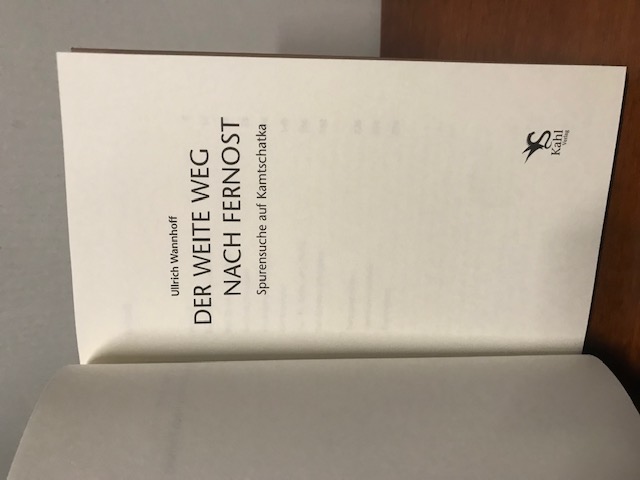 Ullrich Wannhoff
DER WEITE WEG
NACH FERNOST
Spurensuche auf Kamtschatka
Kahl
Verlag